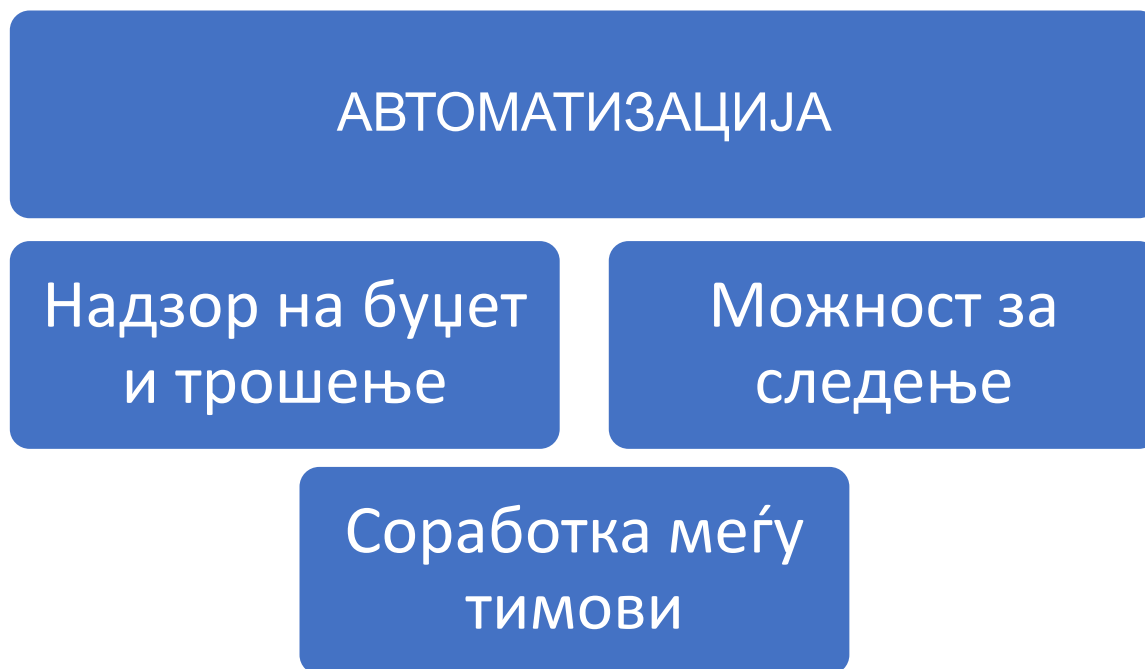 АВТОМАТИЗАЦИЈА
Надзор на буџет
и трошење
Можност за
следење
Соработка меѓу
тимови